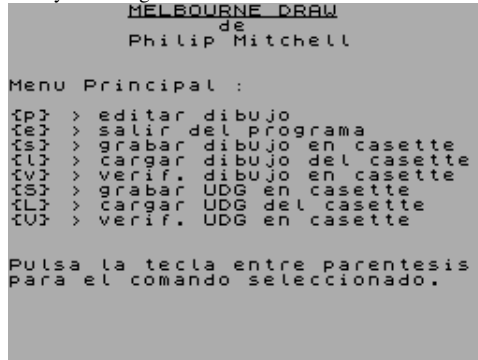 MELBOURNE DRAW
de
Philip Mitchell
Menu Principal :
{p} > editar dibujo
{e} > salir del programa
{s} > grabar dibujo en casette
{l} > cargar dibujo del casette
{v} > verif. dibujo en casette
{S} > grabar UDG en casette
{L} > cargar UDG del casette
{V} > verif. UDG en casette
Pulsa la tecla entre parentesis
para el comando seleccionado.